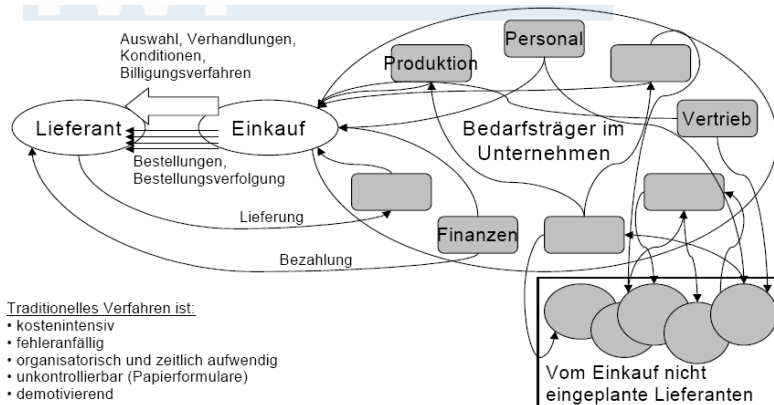 Auswahl, Verhandlungen,
Konditionen,
Billigungsverfahren
Personal
Produktion
Vertrieb
Lieferant
Einkauf
Bedarfsträger im
Unternehmen
Bestellungen,
Bestellungsverfolgung
Lieferung
Finanzen
Bezahlung
Traditionelles Verfahren ist:
• kostenintensiv
• fehleranfällig
• organisatorisch und zeitlich aufwendig
• unkontrollierbar (Papierformulare)
• demotivierend
Vom Einkauf nicht
eingeplante Lieferanten